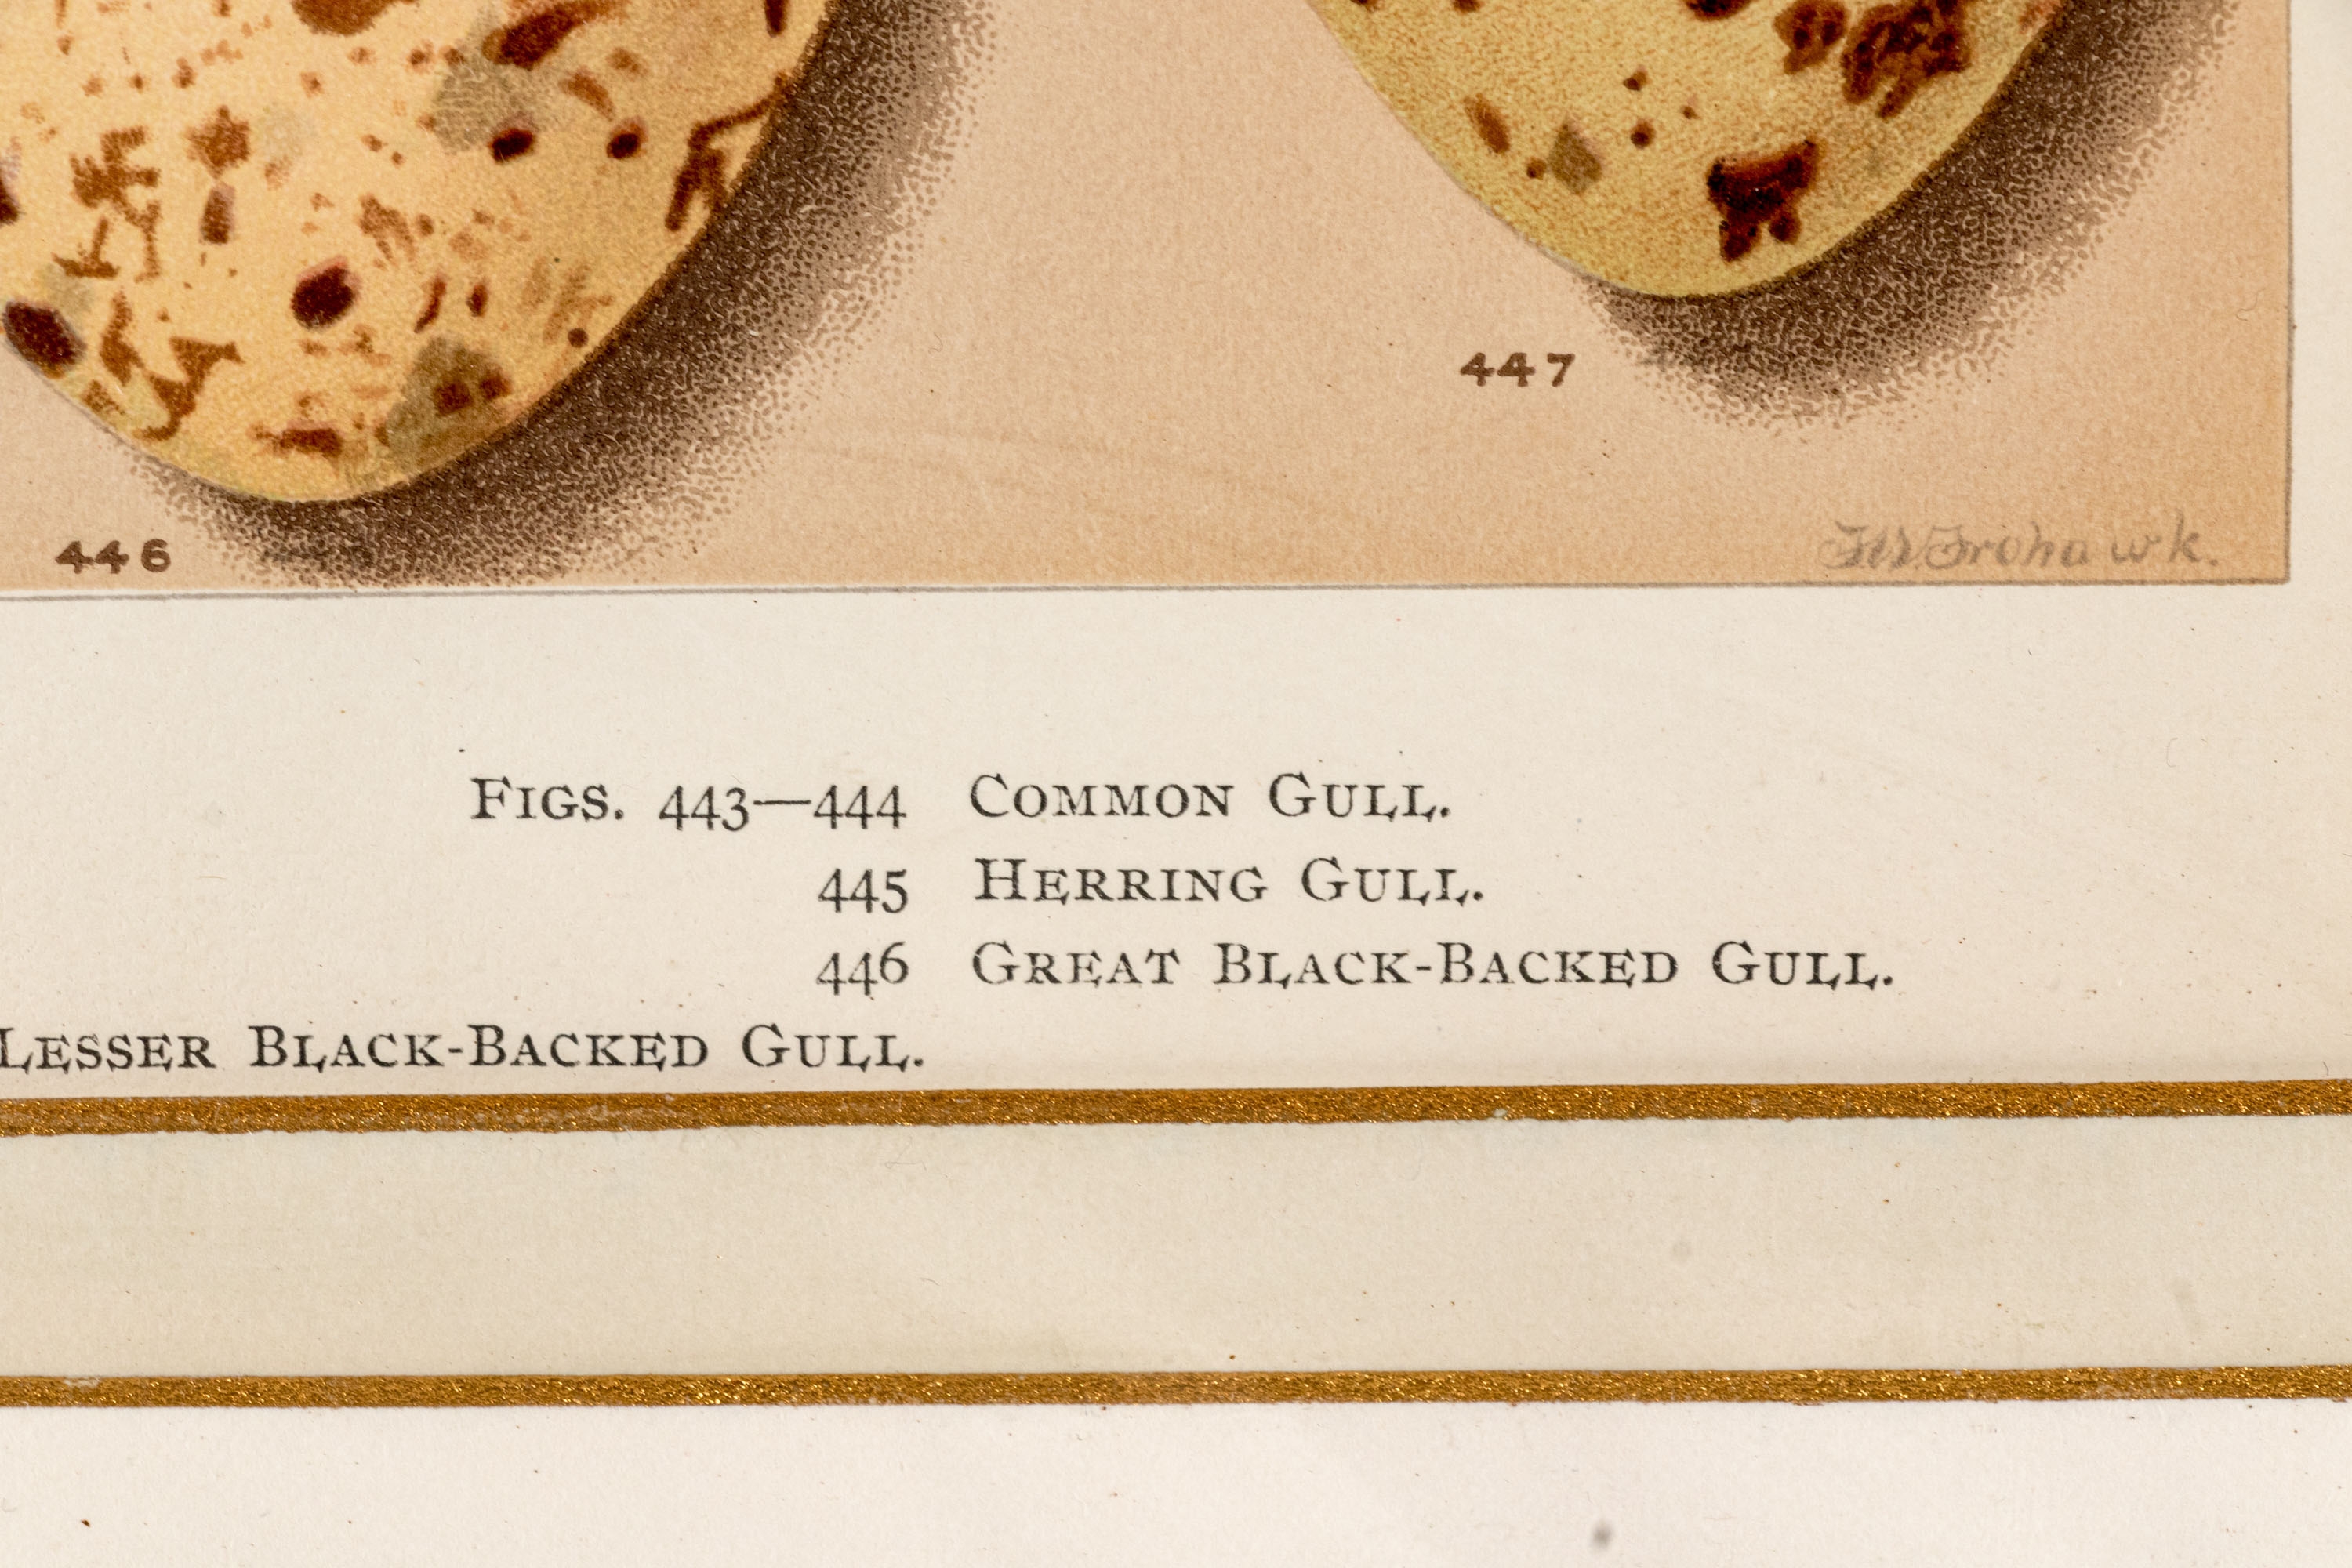 447
446
F.W. Frohawk.
FIGS. 443—444 COMMON GULL.
445 HERRING GULL.
446 GREAT BLACK-BACKED GULL.
LESSER BLACK-BACKED GULL.